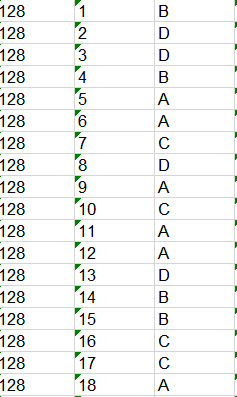 128 1 B
128 2 D
128 3 D
128 4 B
128 5 A
128 6 A
128 7 C
128 8 D
128 9 A
128 10 C
128 11 A
128 12 A
128 13 D
128 14 B
128 15 B
128 16 C
128 17 C
128 18 A